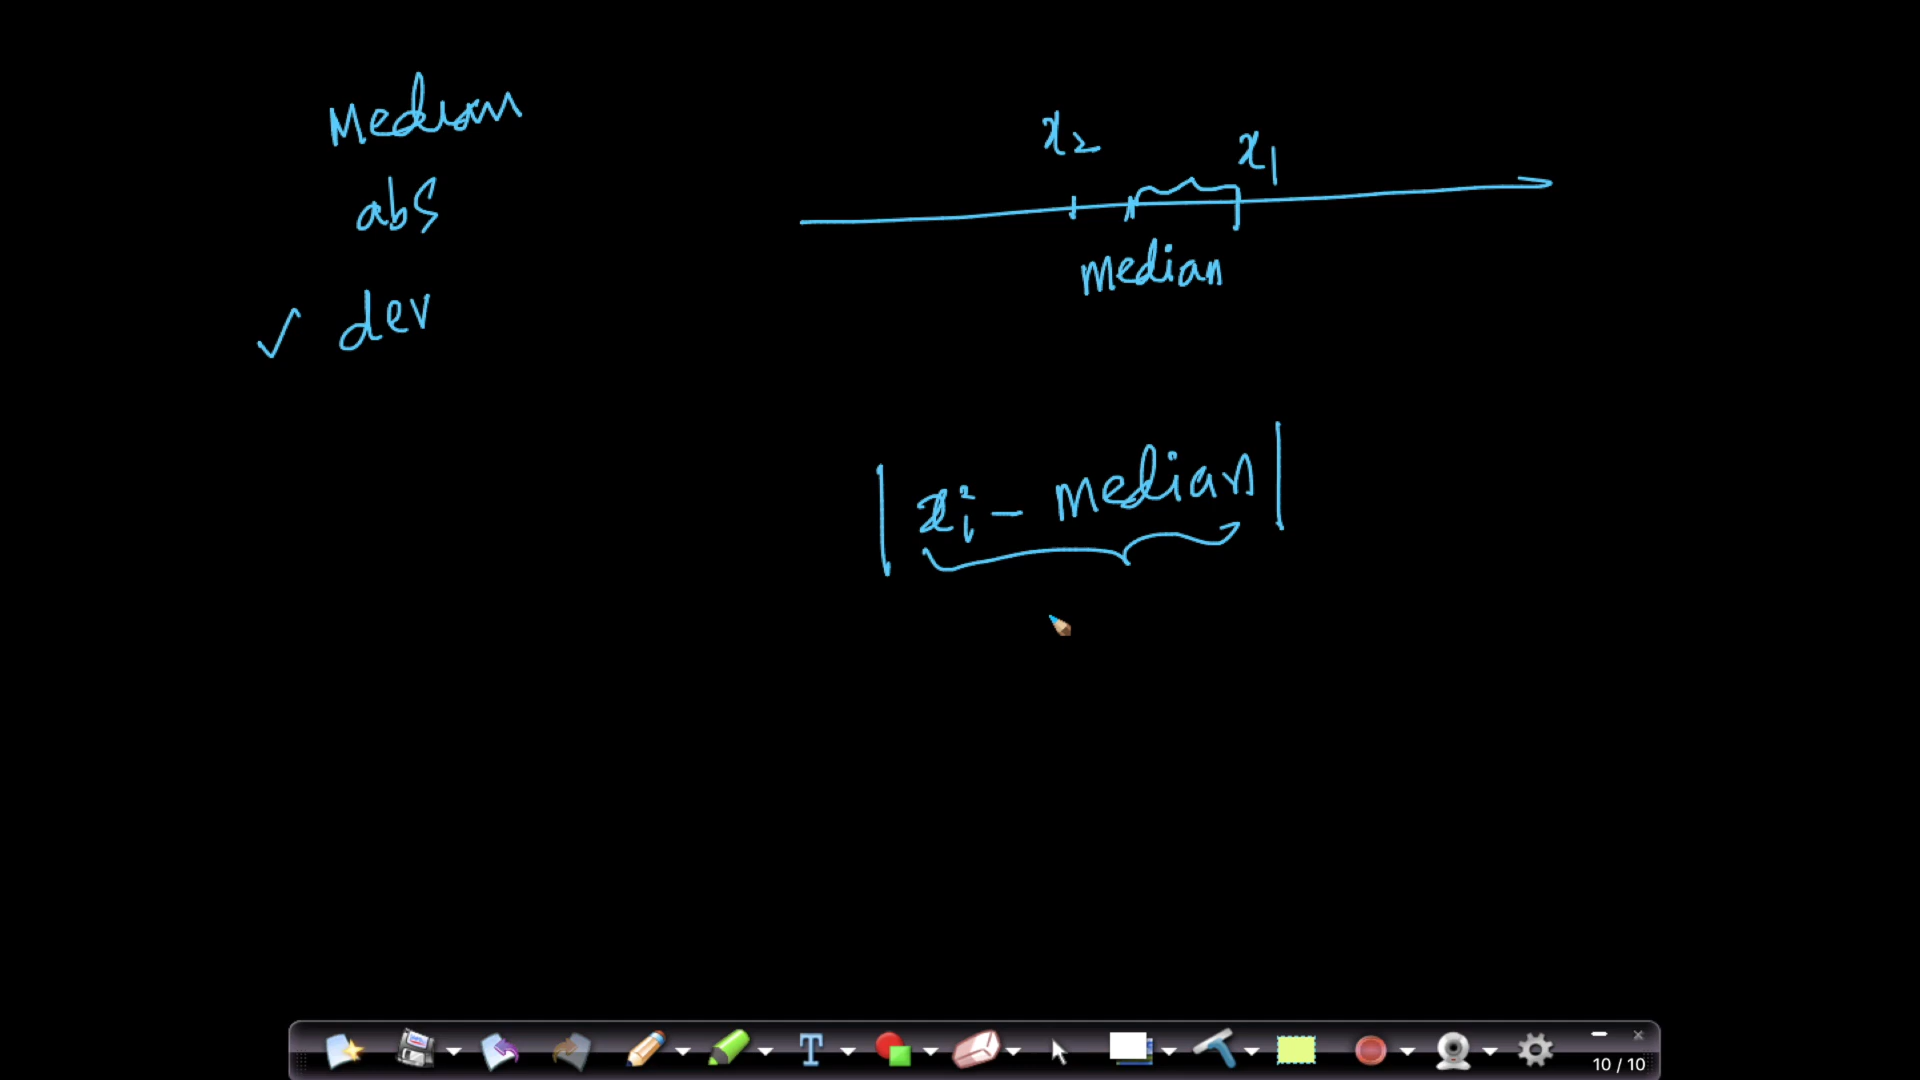 Median
abs
✓ dev
x₂
x₁
median
| xᵢ - median |
T
10 / 10